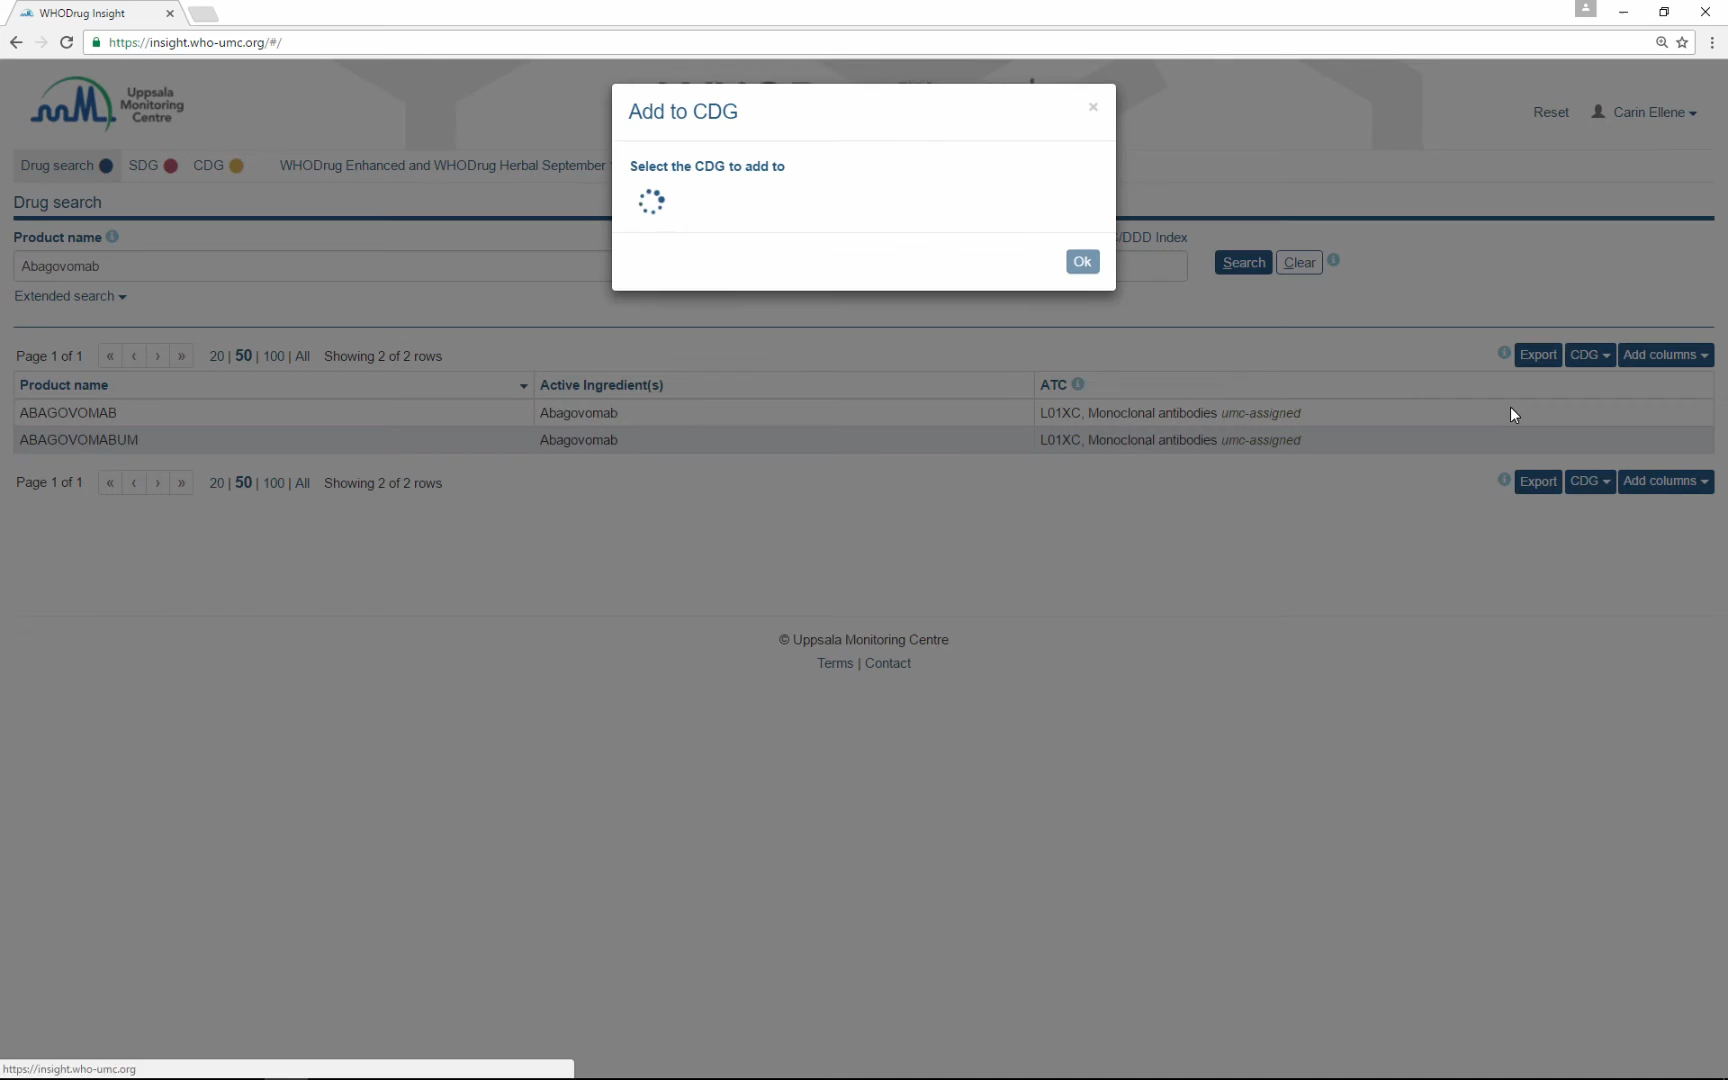 WHODrug Insight
https://insight.who-umc.org/#/
Uppsala
Monitoring
Centre
Reset Carin Ellene
Drug search SDG CDG WHODrug Enhanced and WHODrug Herbal September
Drug search
Product name
/DDD Index
Abagovomab
Search Clear
Extended search
Add to CDG
×
Select the CDG to add to
Ok
Page 1 of 1 « ‹ › » 20 | 50 | 100 | All Showing 2 of 2 rows Export CDG Add columns
Product name Active Ingredient(s) ATC
ABAGOVOMAB Abagovomab L01XC, Monoclonal antibodies umc-assigned
ABAGOVOMABUM Abagovomab L01XC, Monoclonal antibodies umc-assigned
Page 1 of 1 « ‹ › » 20 | 50 | 100 | All Showing 2 of 2 rows Export CDG Add columns
© Uppsala Monitoring Centre
Terms | Contact
https://insight.who-umc.org